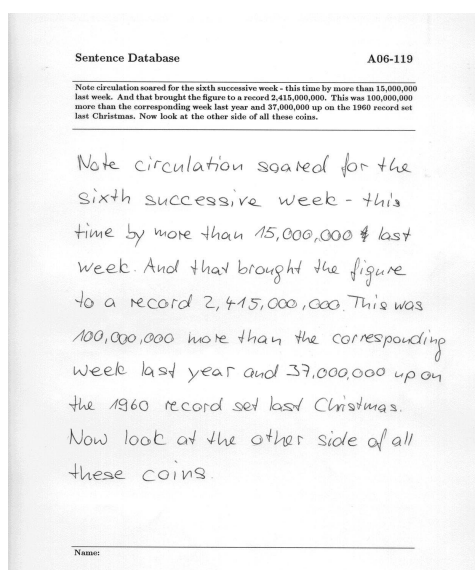 Sentence Database A06-119
Note circulation soared for the sixth successive week - this time by more than 15,000,000
last week. And that brought the figure to a record 2,415,000,000. This was 100,000,000
more than the corresponding week last year and 37,000,000 up on the 1960 record set
last Christmas. Now look at the other side of all these coins.
Note circulation soared for the
sixth successive week - this
time by more than 15,000,000 last
week. And that brought the figure
to a record 2,415,000,000. This was
100,000,000 more than the corresponding
week last year and 37,000,000 up on
the 1960 record set last Christmas.
Now look at the other side of all
these coins.
Name: